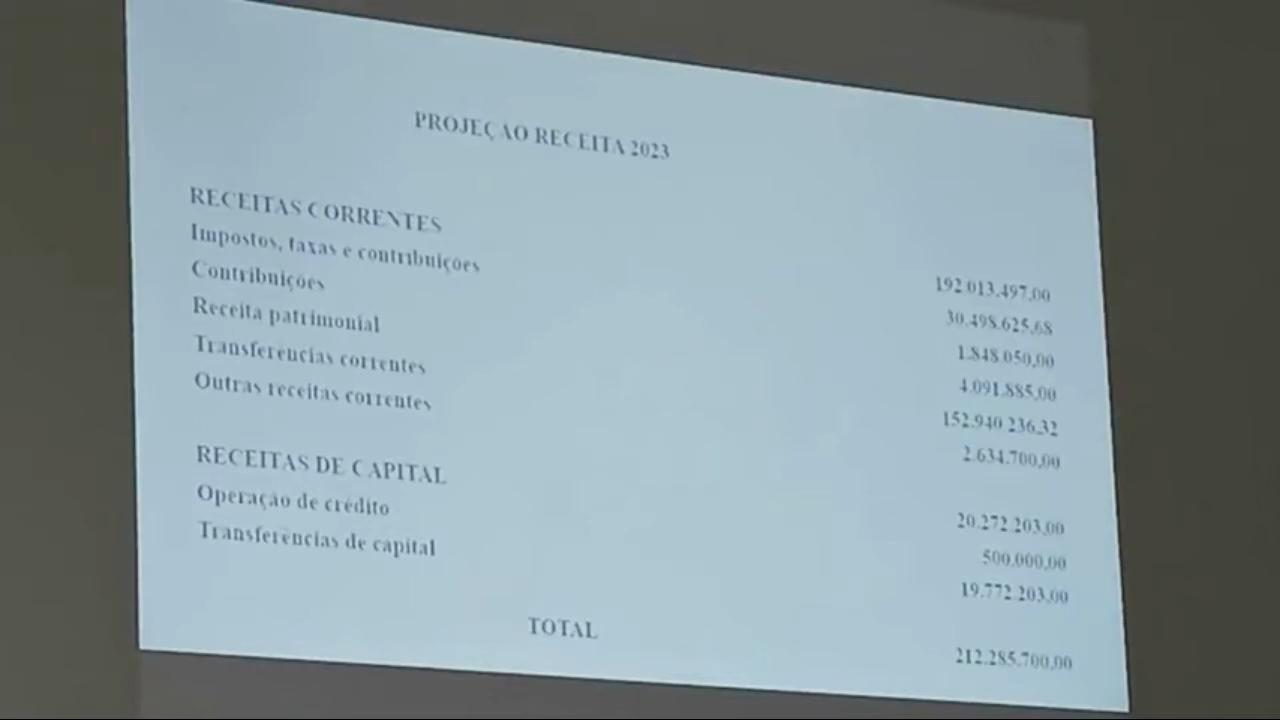 PROJEÇAO RECEITA 2023
RECEITAS CORRENTES 192.013.497,00
Impostos, taxas e contribuições 30.498.625,68
Contribuições 1.848.050,00
Receita patrimonial 4.091.885,00
Transferências correntes 152.940.236,32
Outras receitas correntes 2.634.700,00
RECEITAS DE CAPITAL 20.272.203,00
Operação de crédito 500.000,00
Transferências de capital 19.772.203,00
TOTAL 212.285.700,00